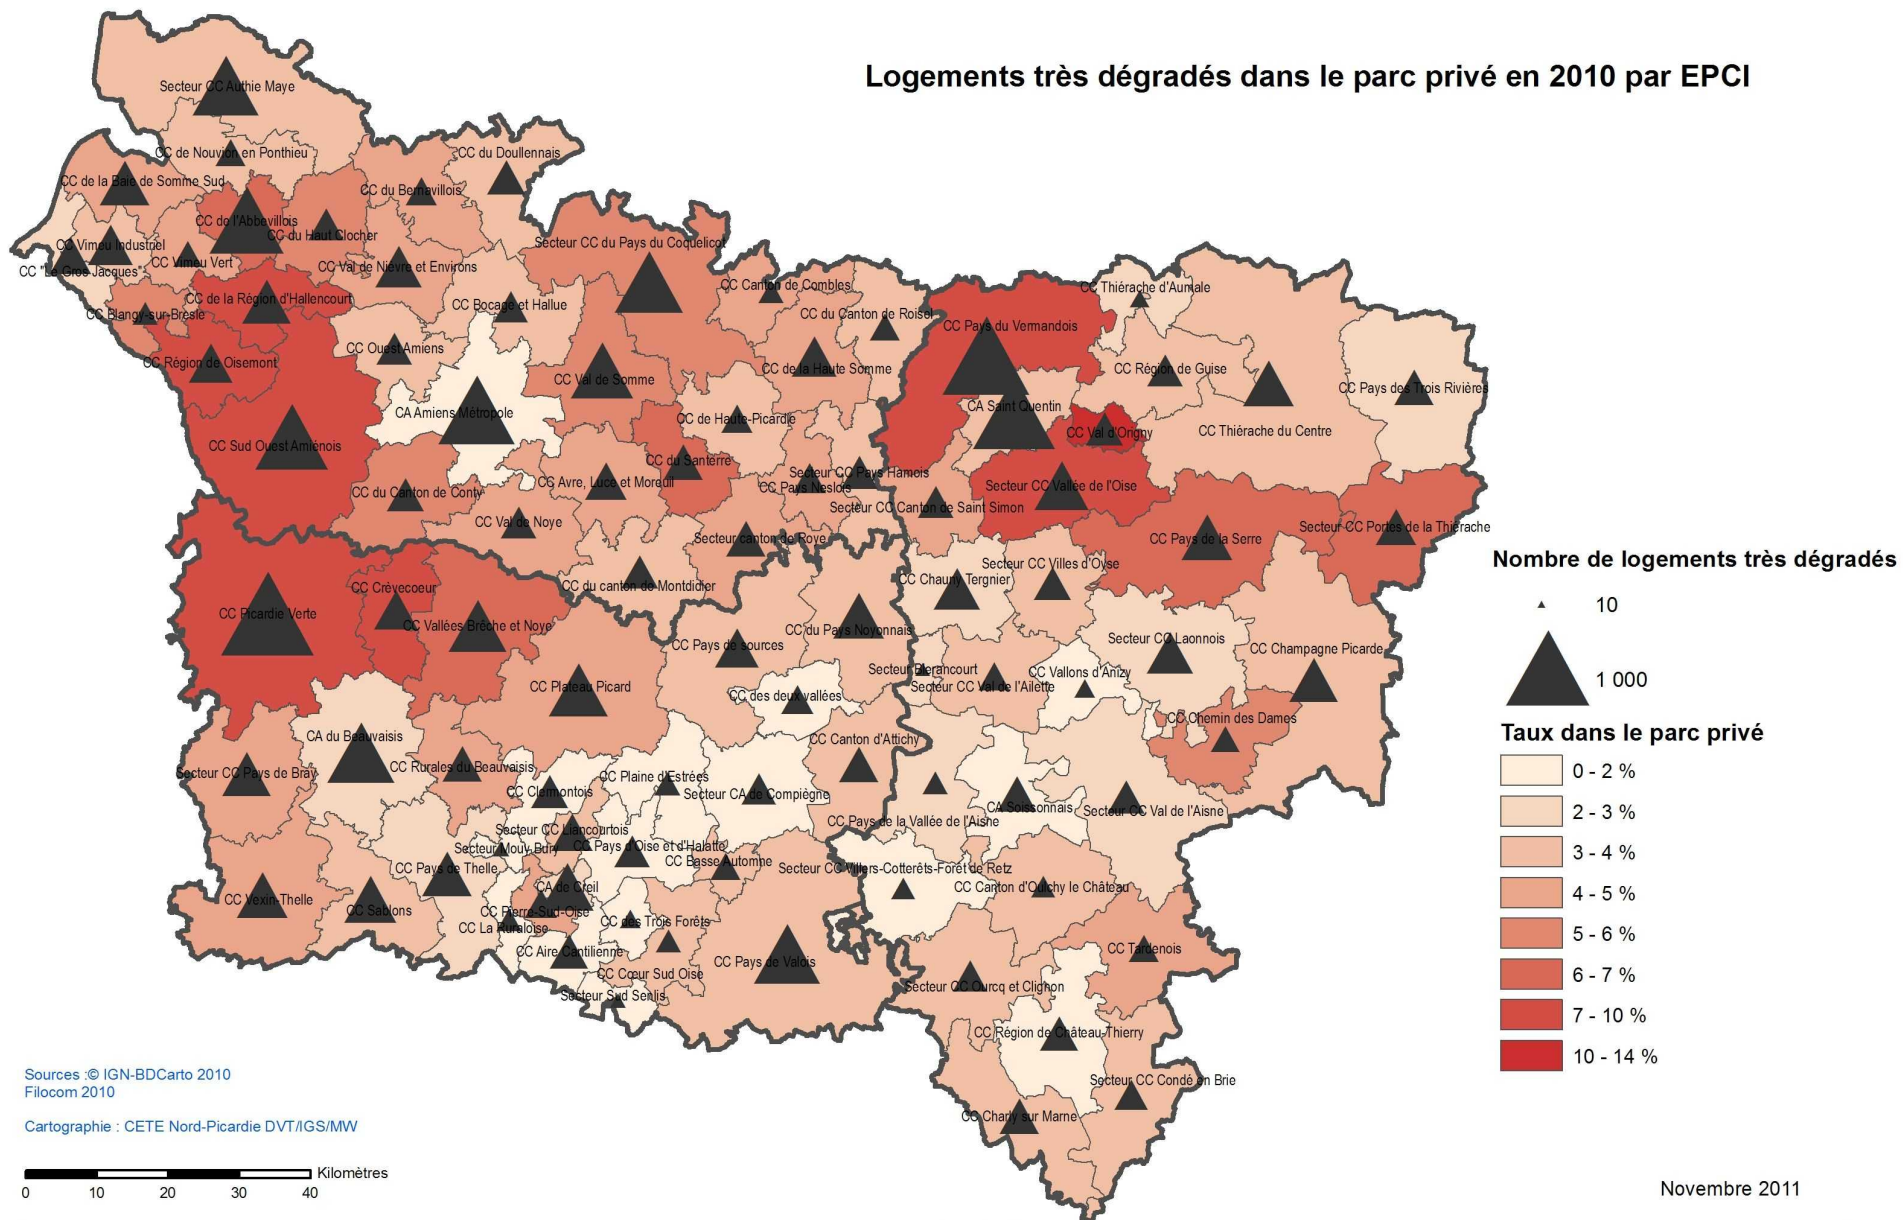 Logements très dégradés dans le parc privé en 2010 par EPCI
Secteur CC Authie Maye
CC de Nouvion en Ponthieu
CC du Doullennais
CC de la Baie de Somme Sud
CC du Bernavillois
CC de l'Abbevillois
CC du Haut Clocher
CC Vimeu Industriel
CC Vimeu Vert
CC "Le Gros Jacques"
CC Val de Nièvre et Environs
Secteur CC du Pays du Coquelicot
CC Canton de Combles
CC Thiérache d'Aumale
CC de la Région d'Hallencourt
CC Blangy-sur-Bresle
CC Bocage et Hallue
CC du Canton de Roisel
CC Pays du Vermandois
CC Ouest Amiens
CC Région de Oisemont
CC Val de Somme
CC de la Haute Somme
CC Région de Guise
CC Pays des Trois Rivières
CA Amiens Métropole
CC de Haute-Picardie
CA Saint Quentin
CC Val d'Origny
CC Thiérache du Centre
CC Sud Ouest Amiénois
CC du Santerre
CC Avre, Luce et Moreuil
Secteur CC Pays Hamois
CC Pays Neslois
Secteur CC Vallée de l'Oise
CC du Canton de Conty
Secteur CC Canton de Saint Simon
CC Val de Noye
Secteur canton de Roye
CC Pays de la Serre
Secteur CC Portes de la Thiérache
CC du canton de Montdidier
CC Chauny Tergnier
Secteur CC Villes d'Oyse
CC Crèvecoeur
CC Picardie Verte
CC Vallées Brèche et Noye
CC du Pays Noyonnais
CC Pays de sources
Secteur CC Laonnois
CC Champagne Picarde
Secteur Blérancourt
CC Vallons d'Anizy
Secteur CC Val de l'Ailette
CC Plateau Picard
CC des deux vallées
CC Chemin des Dames
CA du Beauvaisis
CC Canton d'Attichy
Secteur CC Pays de Bray
CC Rurales du Beauvaisis
CC Plaine d'Estrées
CC Clermontois
Secteur CA de Compiègne
CA Soissonnais
Secteur CC Val de l'Aisne
CC Pays de la Vallée de l'Aisne
Secteur CC Liancourtois
Secteur Mouy Bury
CC Pays d'Oise et d'Halatte
CC Basse Automne
Secteur CC Villers-Cotterêts-Forêt de Retz
CC Pays de Thelle
CA de Creil
CC Canton d'Oulchy le Château
CC Vexin-Thelle
CC Sablons
CC Pierre-Sud-Oise
CC La Ruraloise
CC des Trois Forêts
CC Aire Cantilienne
CC Cœur Sud Oise
CC Pays de Valois
CC Tardenois
Secteur Sud Senlis
Secteur CC Ourcq et Clignon
CC Région de Château-Thierry
Secteur CC Condé en Brie
CC Charly sur Marne
Nombre de logements très dégradés
10
1 000
Taux dans le parc privé
0 - 2 %
2 - 3 %
3 - 4 %
4 - 5 %
5 - 6 %
6 - 7 %
7 - 10 %
10 - 14 %
Sources :© IGN-BDCarto 2010
Filocom 2010
Cartographie : CETE Nord-Picardie DVT/IGS/MW
Kilomètres
0 10 20 30 40
Novembre 2011